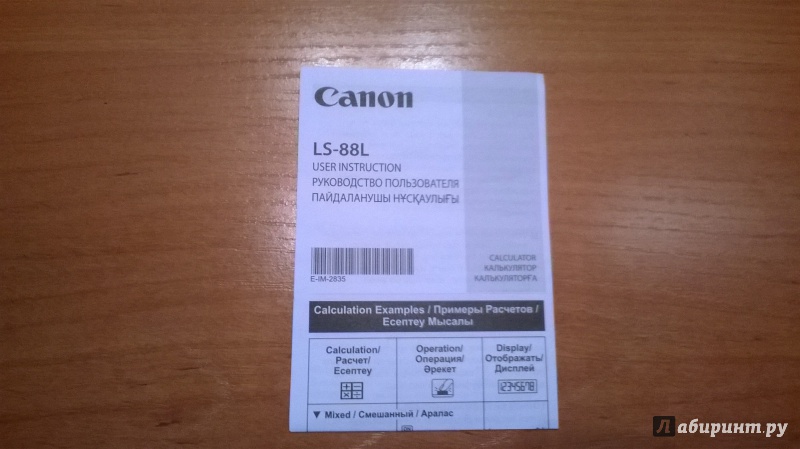 Canon
LS-88L
USER INSTRUCTION
РУКОВОДСТВО ПОЛЬЗОВАТЕЛЯ
ПАЙДАЛАНУШЫ НҰСҚАУЛЫҒЫ
E-IM-2835
CALCULATOR
КАЛЬКУЛЯТОР
КАЛЬКУЛЯТОРҒА
Calculation Examples / Примеры Расчетов /
Есептеу Мысалы
Calculation/
Расчет/
Есептеу
Operation/
Операция/
Әрекет
Display/
Отображать/
Дисплей
12345678
▼ Mixed / Смешанный / Аралас
Лабиринт.ру